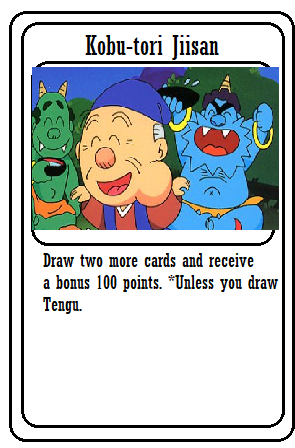 Kobu-tori Jiisan
Draw two more cards and receive
a bonus 100 points. *Unless you draw
Tengu.